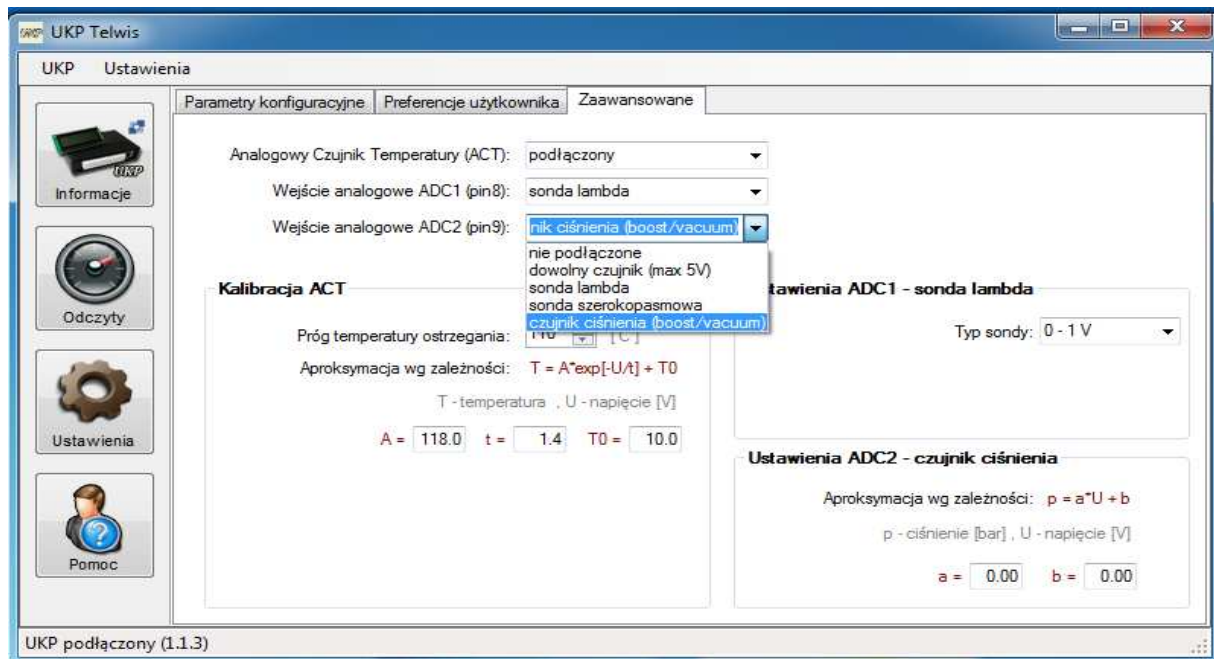 UKP Telwis
UKP Ustawienia
Parametry konfiguracyjne Preferencje użytkownika Zaawansowane
Informacje
Odczyty
Ustawienia
Pomoc
Analogowy Czujnik Temperatury (ACT): podłączony
Wejście analogowe ADC1 (pin8): sonda lambda
Wejście analogowe ADC2 (pin9): nik ciśnienia (boost/vacuum)
nie podłączone
dowolny czujnik (max 5V)
sonda lambda
sonda szerokopasmowa
czujnik ciśnienia (boost/vacuum)
Kalibracja ACT
Próg temperatury ostrzegania: 110 [C]
Aproksymacja wg zależności: T = A*exp[-U/t] + T0
T - temperatura , U - napięcie [V]
A = 118.0 t = 1.4 T0 = 10.0
tawienia ADC1 - sonda lambda
Typ sondy: 0 - 1 V
Ustawienia ADC2 - czujnik ciśnienia
Aproksymacja wg zależności: p = a*U + b
p - ciśnienie [bar] , U - napięcie [V]
a = 0.00 b = 0.00
UKP podłączony (1.1.3)